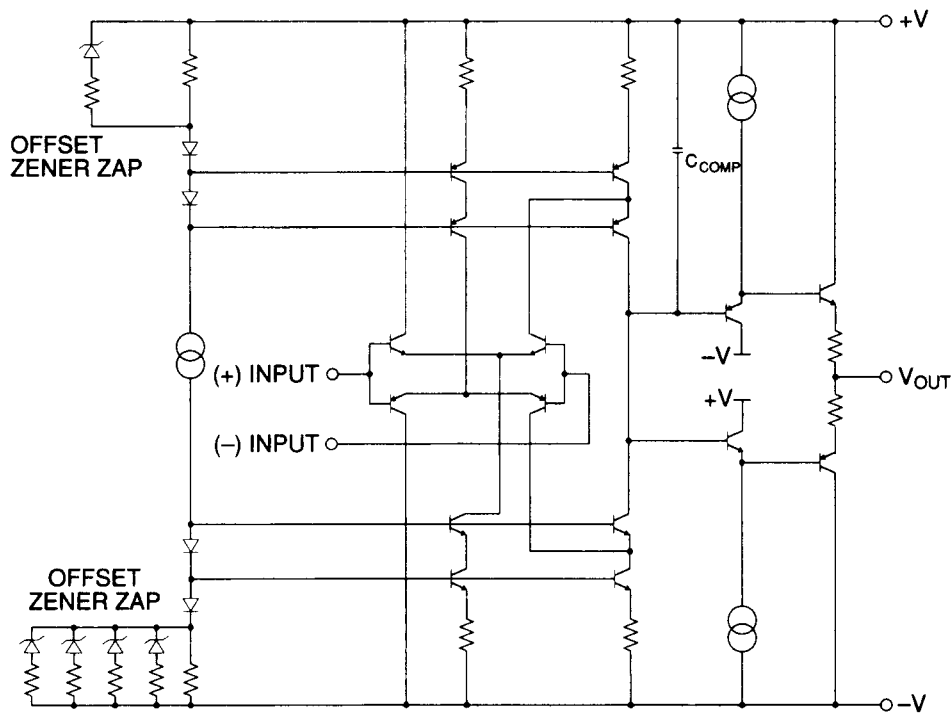 +V
OFFSET
ZENER ZAP
CCOMP
(+) INPUT
–V
VOUT
+V
(–) INPUT
OFFSET
ZENER ZAP
–V